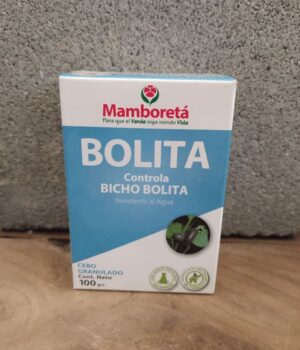 Mamboretá
Para que el Verde siga siendo Vida
BOLITA
Controla
BICHO BOLITA
Resistente al Agua
CEBO
GRANULADO
Cont. Neto
100 grs